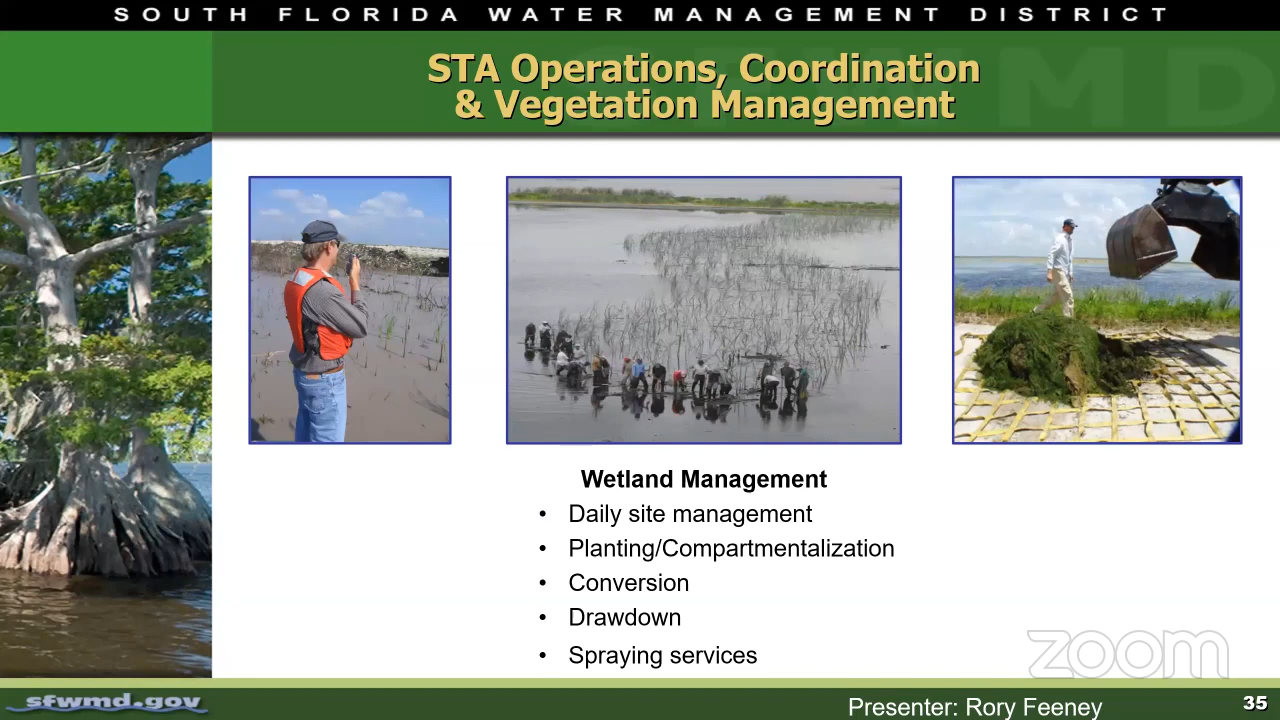 SOUTH FLORIDA WATER MANAGEMENT DISTRICT
SFWMD
STA Operations, Coordination
& Vegetation Management
Wetland Management
• Daily site management
• Planting/Compartmentalization
• Conversion
• Drawdown
• Spraying services
zoom
sfwmd.gov
Presenter: Rory Feeney
35